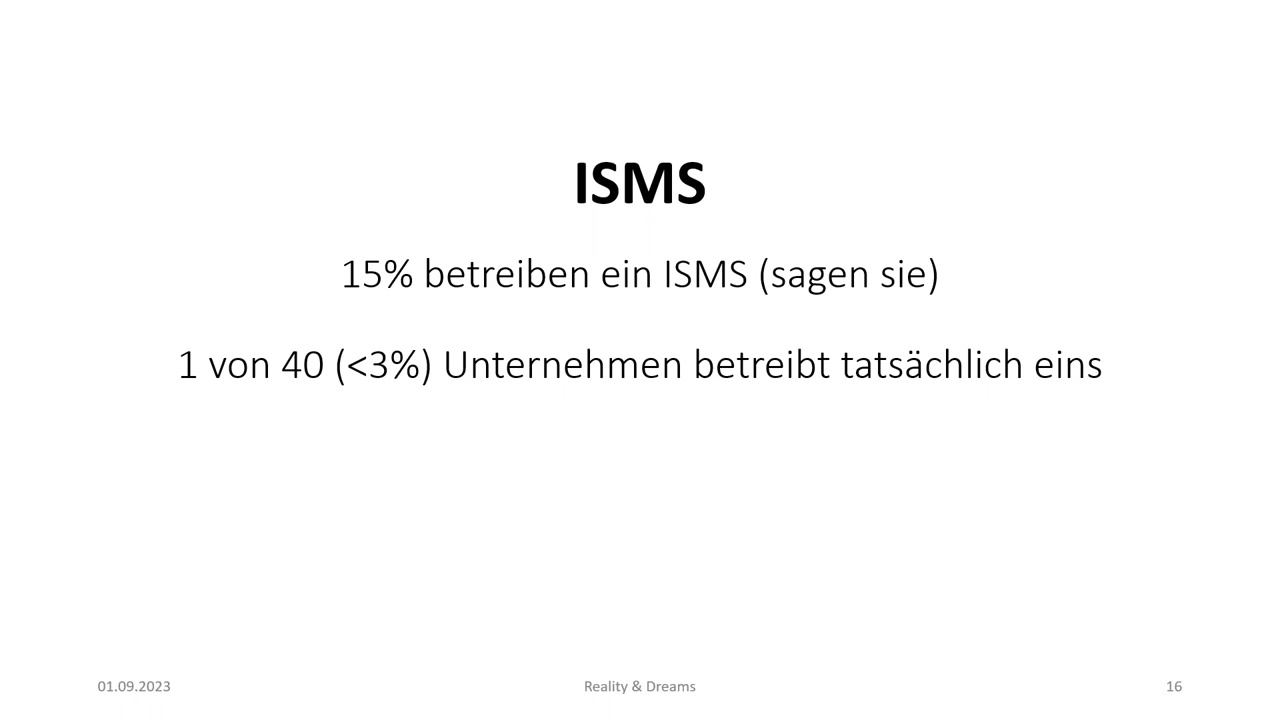 ISMS
15% betreiben ein ISMS (sagen sie)
1 von 40 (<3%) Unternehmen betreibt tatsächlich eins
01.09.2023
Reality & Dreams
16